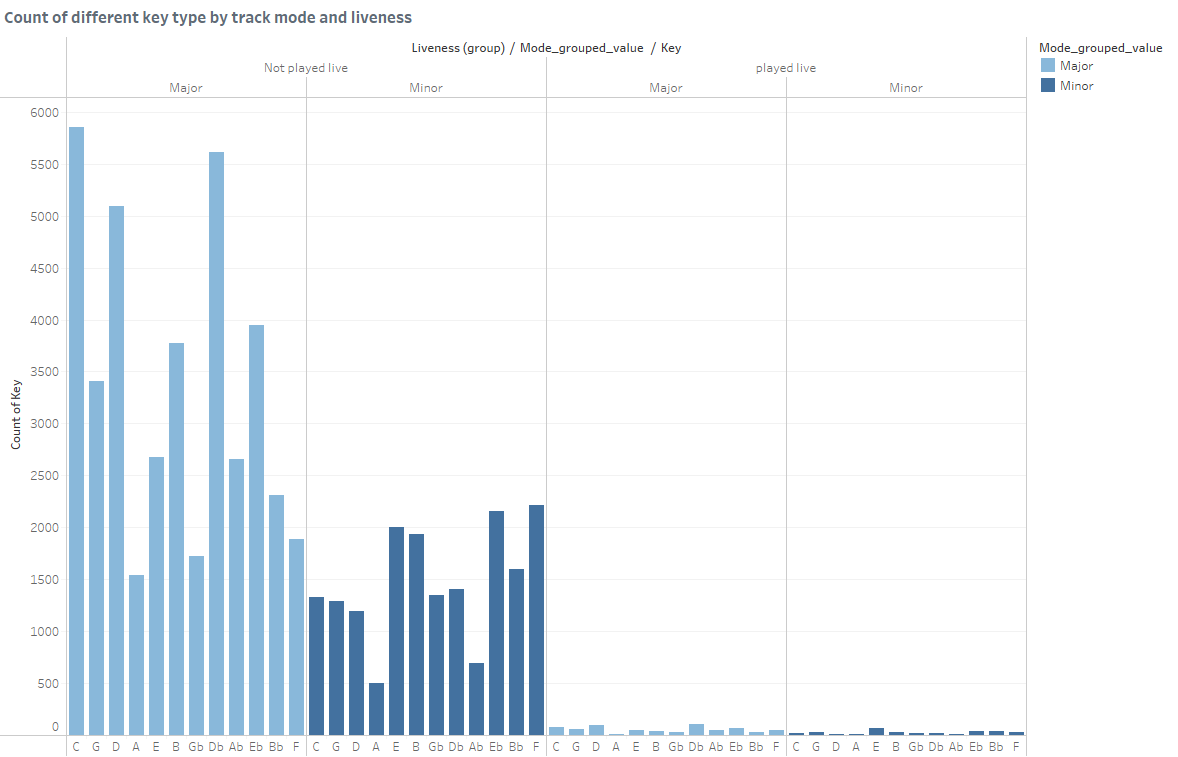 Count of different key type by track mode and liveness
Liveness (group) / Mode_grouped_value / Key
Mode_grouped_value
Not played live
played live
Major
Minor
Major
Minor
Major
Minor
6000
5500
5000
4500
4000
3500
3000
2500
2000
1500
1000
500
0
Count of Key
C G D A E B Gb Db Ab Eb Bb F C G D A E B Gb Db Ab Eb Bb F C G D A E B Gb Db Ab Eb Bb F C G D A E B Gb Db Ab Eb Bb F